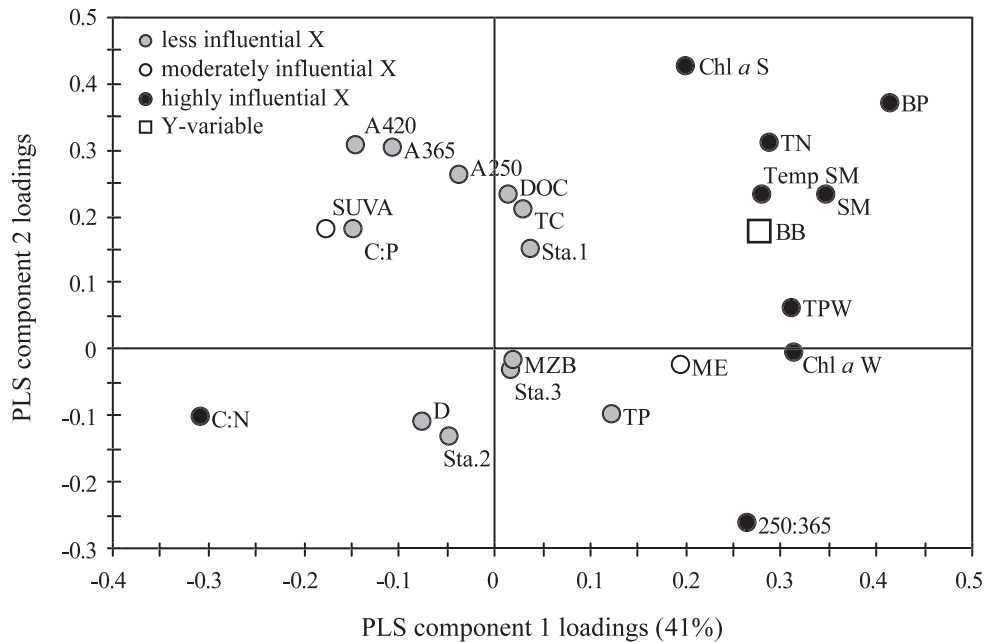 0.5
0.4
0.3
0.2
0.1
0
-0.1
-0.2
-0.3
PLS component 2 loadings
less influential X
moderately influential X
highly influential X
Y-variable
Chl a S
BP
A420
A365
TN
A250
Temp SM
DOC
SM
SUVA
TC
BB
C:P
Sta.1
TPW
MZB
ME
Chl a W
Sta.3
C:N
D
TP
Sta.2
250:365
-0.4 -0.3 -0.2 -0.1 0 0.1 0.2 0.3 0.4 0.5
PLS component 1 loadings (41%)